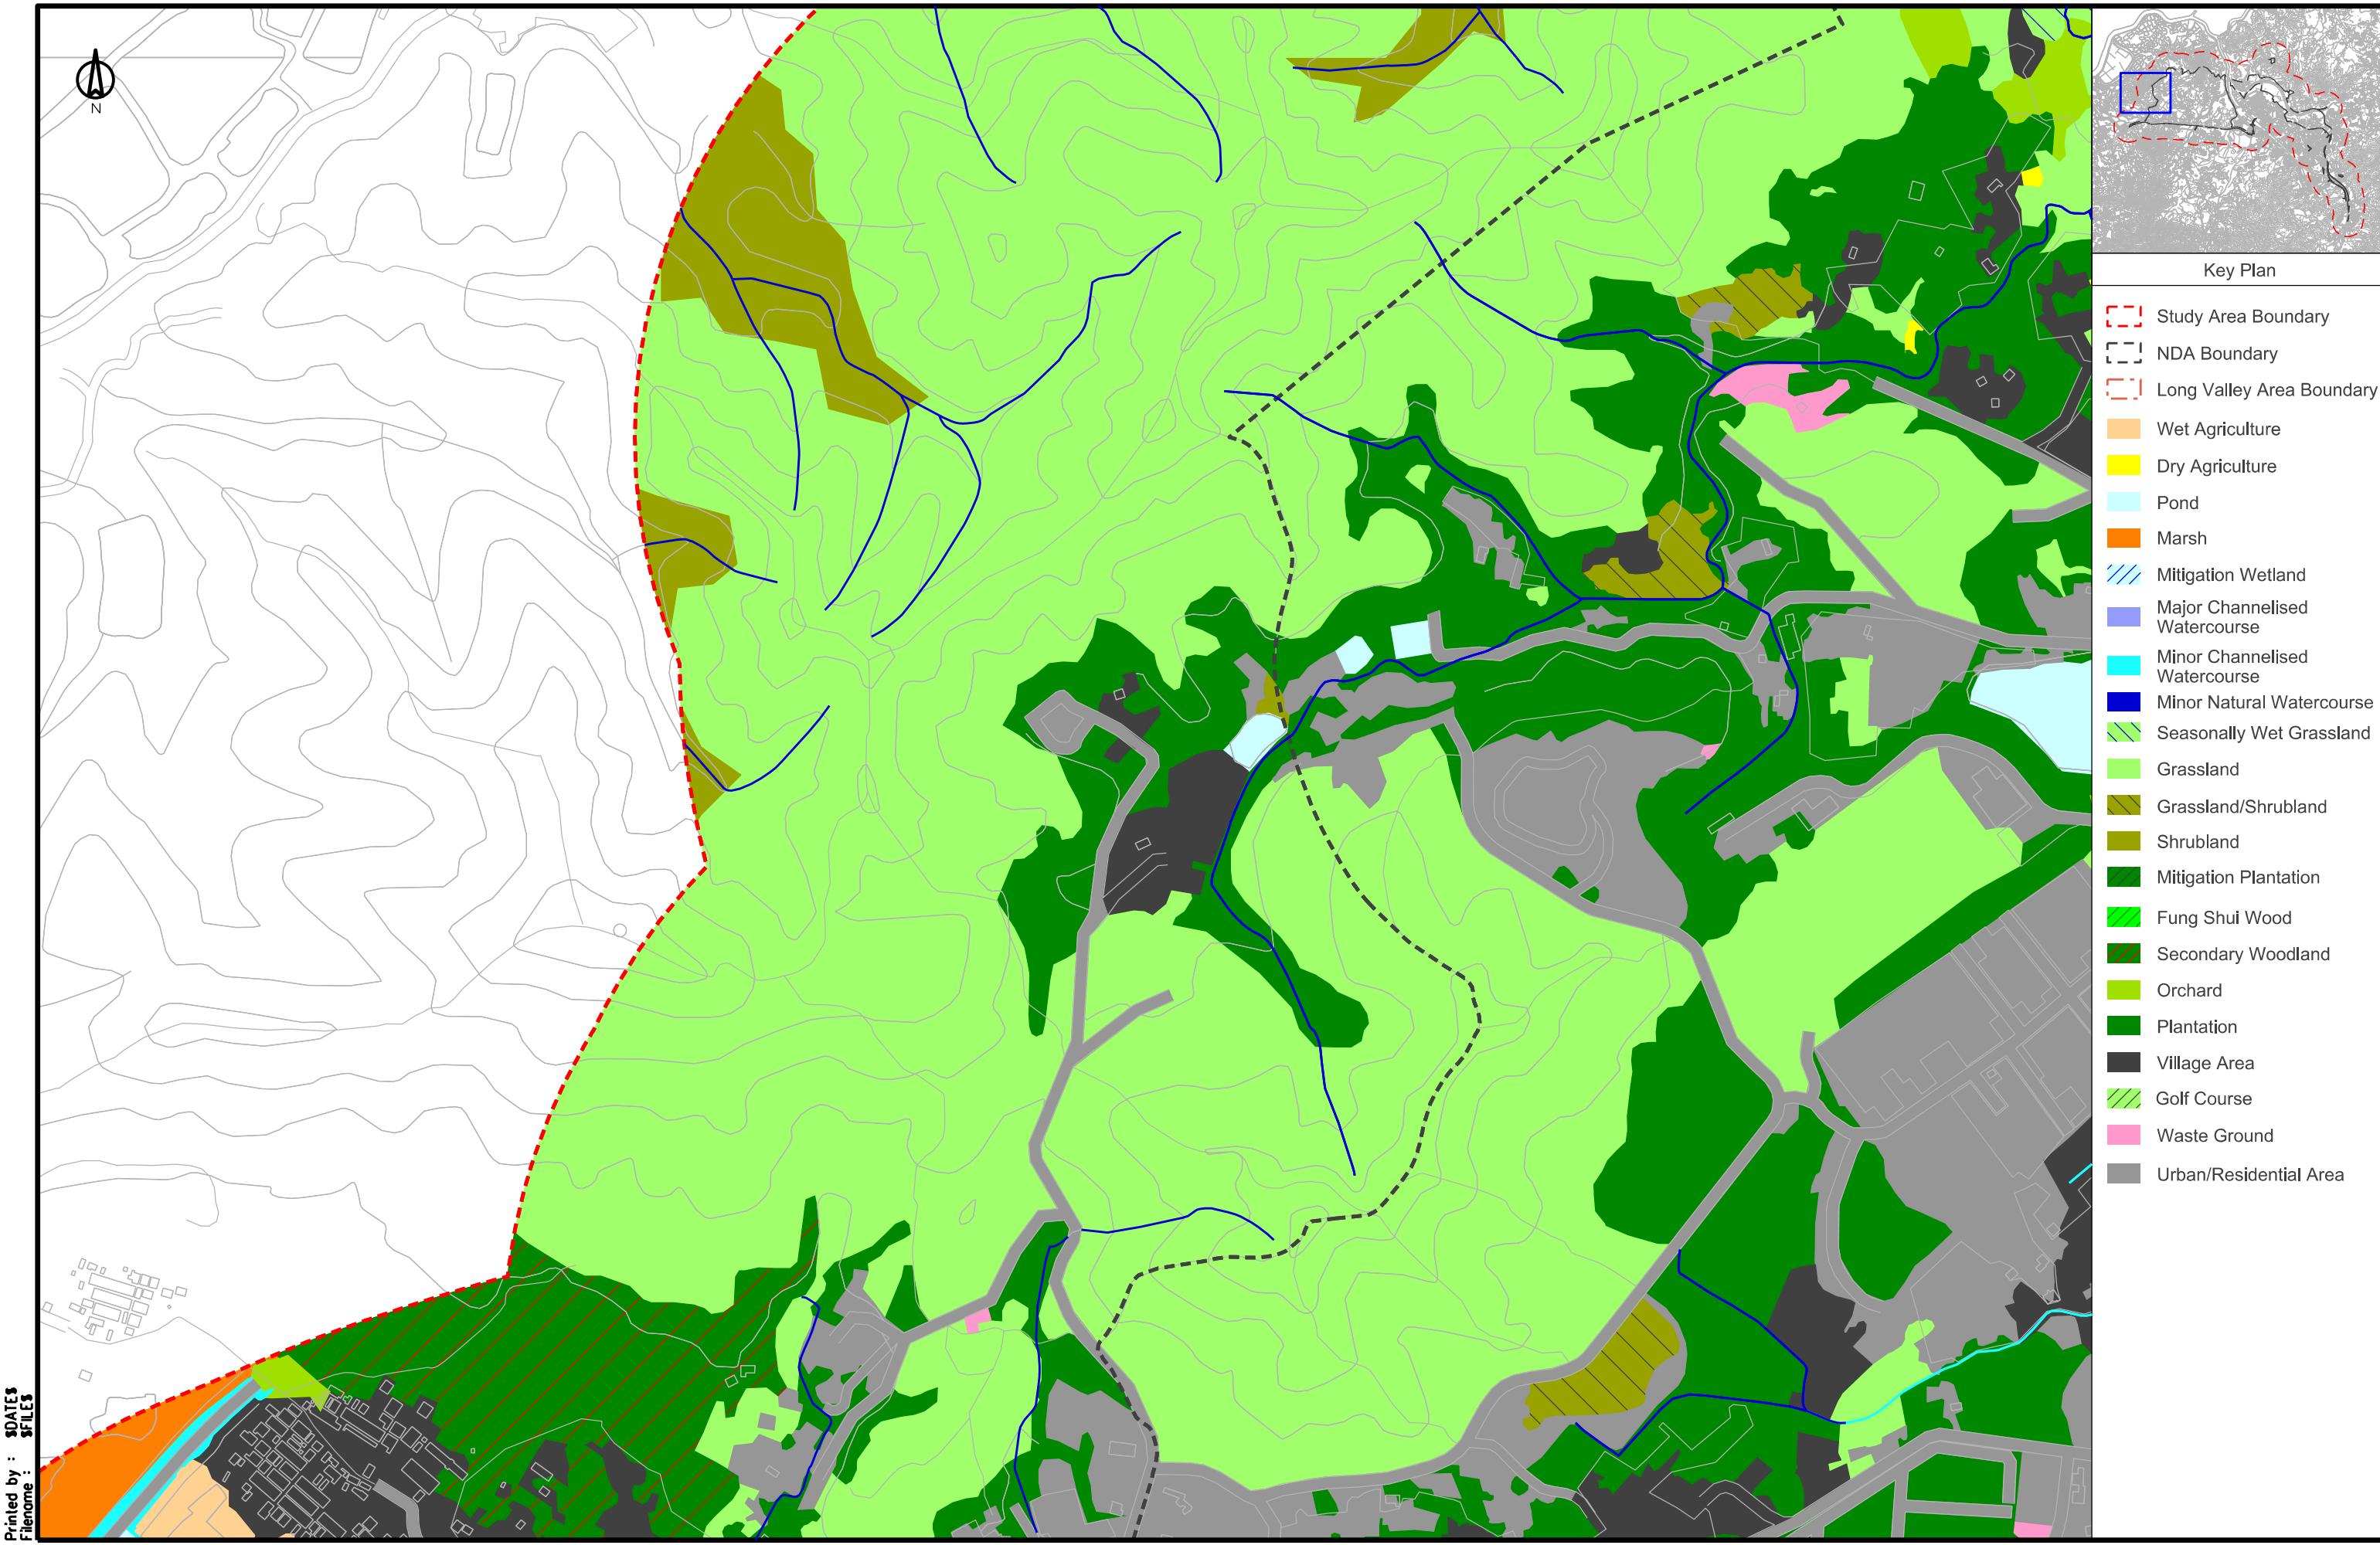 N
Key Plan
Study Area Boundary
NDA Boundary
Long Valley Area Boundary
Wet Agriculture
Dry Agriculture
Pond
Marsh
Mitigation Wetland
Major Channelised
Watercourse
Minor Channelised
Watercourse
Minor Natural Watercourse
Seasonally Wet Grassland
Grassland
Grassland/Shrubland
Shrubland
Mitigation Plantation
Fung Shui Wood
Secondary Woodland
Orchard
Plantation
Village Area
Golf Course
Waste Ground
Urban/Residential Area
Printed by : $DATE$
Filename : $FILE$